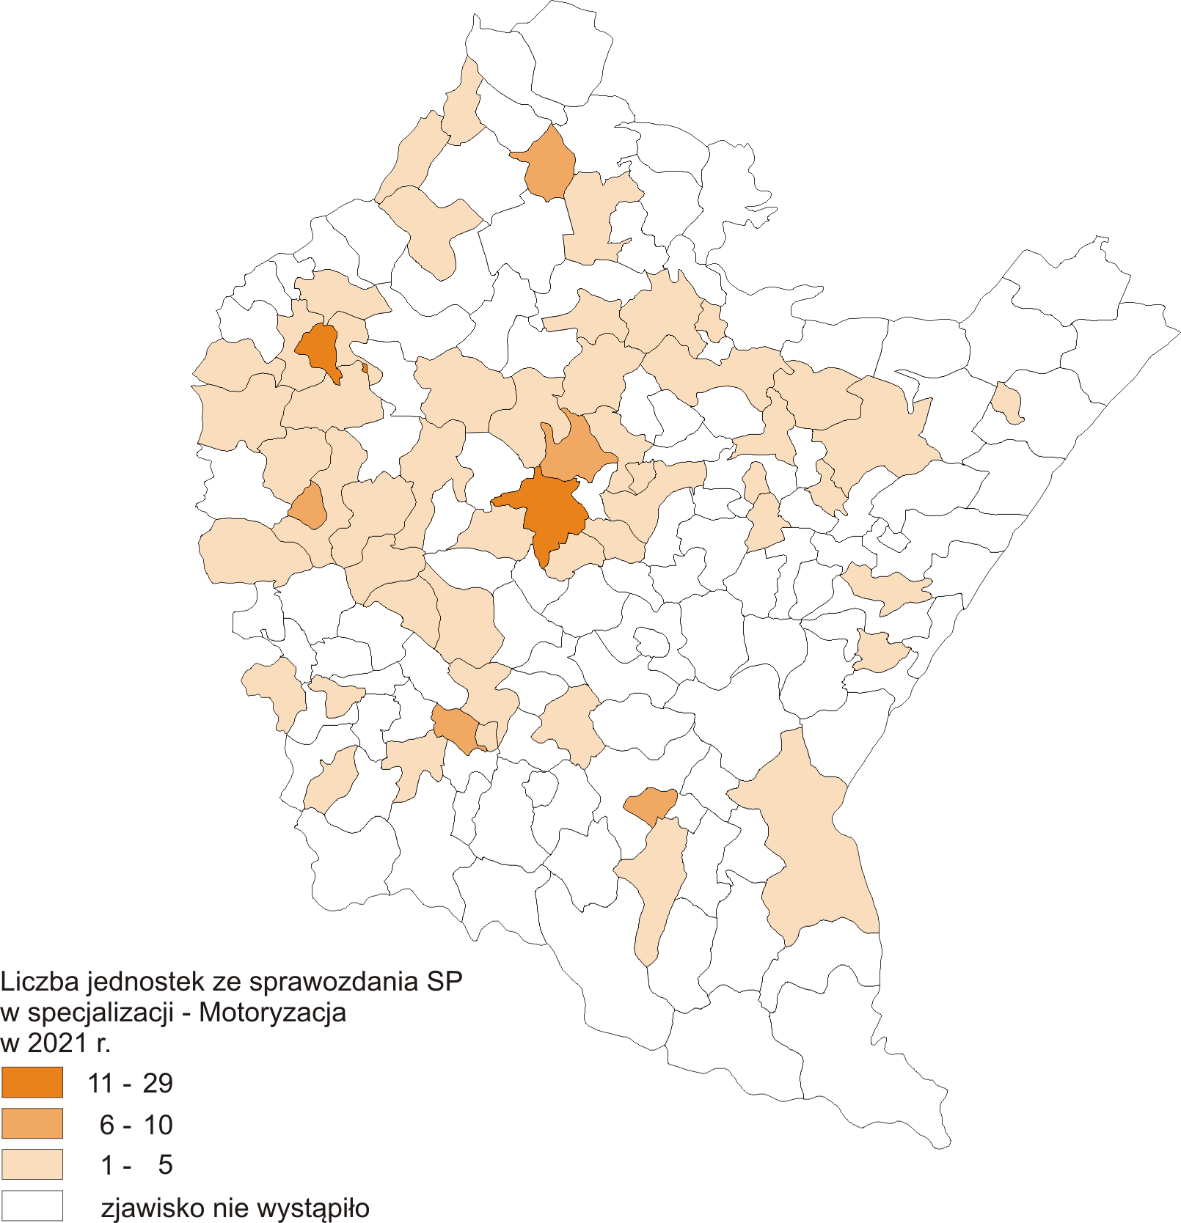 Liczba jednostek ze sprawozdania SP
w specjalizacji - Motoryzacja
w 2021 r.
11 - 29
6 - 10
1 - 5
zjawisko nie wystąpiło